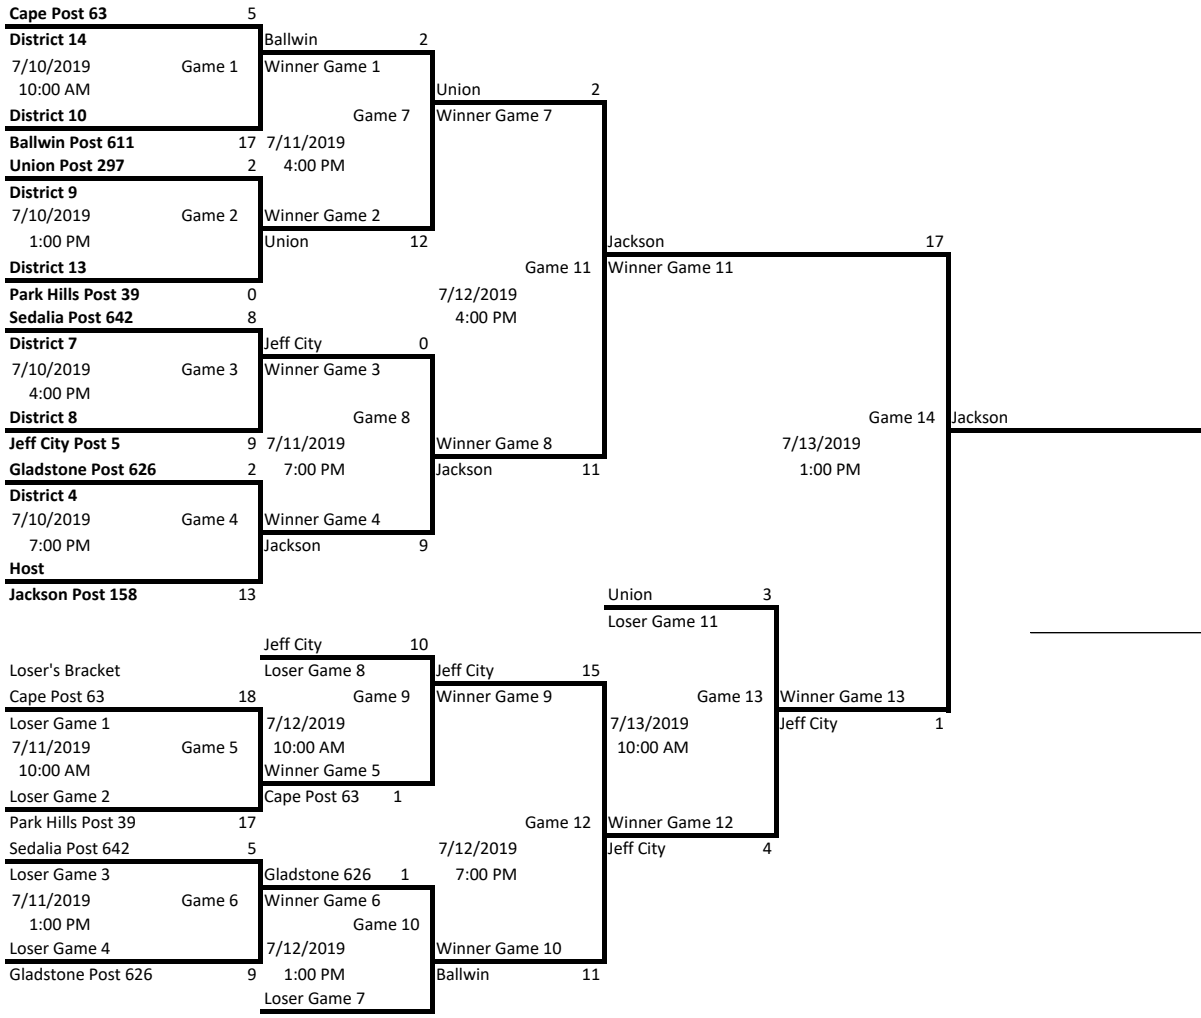 Cape Post 63 5
District 14 Ballwin 2
7/10/2019 Game 1 Winner Game 1
10:00 AM Union 2
District 10 Game 7 Winner Game 7
Ballwin Post 611 17 7/11/2019
Union Post 297 2 4:00 PM
District 9
7/10/2019 Game 2 Winner Game 2
1:00 PM Union 12 Jackson 17
District 13 Game 11 Winner Game 11
Park Hills Post 39 0 7/12/2019
Sedalia Post 642 8 4:00 PM
District 7 Jeff City 0
7/10/2019 Game 3 Winner Game 3
4:00 PM
District 8 Game 8 Game 14 Jackson
Jeff City Post 5 9 7/11/2019 Winner Game 8 7/13/2019
Gladstone Post 626 2 7:00 PM Jackson 11 1:00 PM
District 4
7/10/2019 Game 4 Winner Game 4
7:00 PM Jackson 9
Host
Jackson Post 158 13 Union 3
Loser Game 11
Jeff City 10
Loser's Bracket Loser Game 8 Jeff City 15
Cape Post 63 18 Game 9 Winner Game 9 Game 13 Winner Game 13
Loser Game 1 7/12/2019 7/13/2019 Jeff City 1
7/11/2019 Game 5 10:00 AM 10:00 AM
10:00 AM Winner Game 5
Loser Game 2 Cape Post 63 1
Park Hills Post 39 17 Game 12 Winner Game 12
Sedalia Post 642 5 7/12/2019 Jeff City 4
Loser Game 3 Gladstone 626 1 7:00 PM
7/11/2019 Game 6 Winner Game 6
1:00 PM Game 10
Loser Game 4 7/12/2019 Winner Game 10
Gladstone Post 626 9 1:00 PM Ballwin 11
Loser Game 7